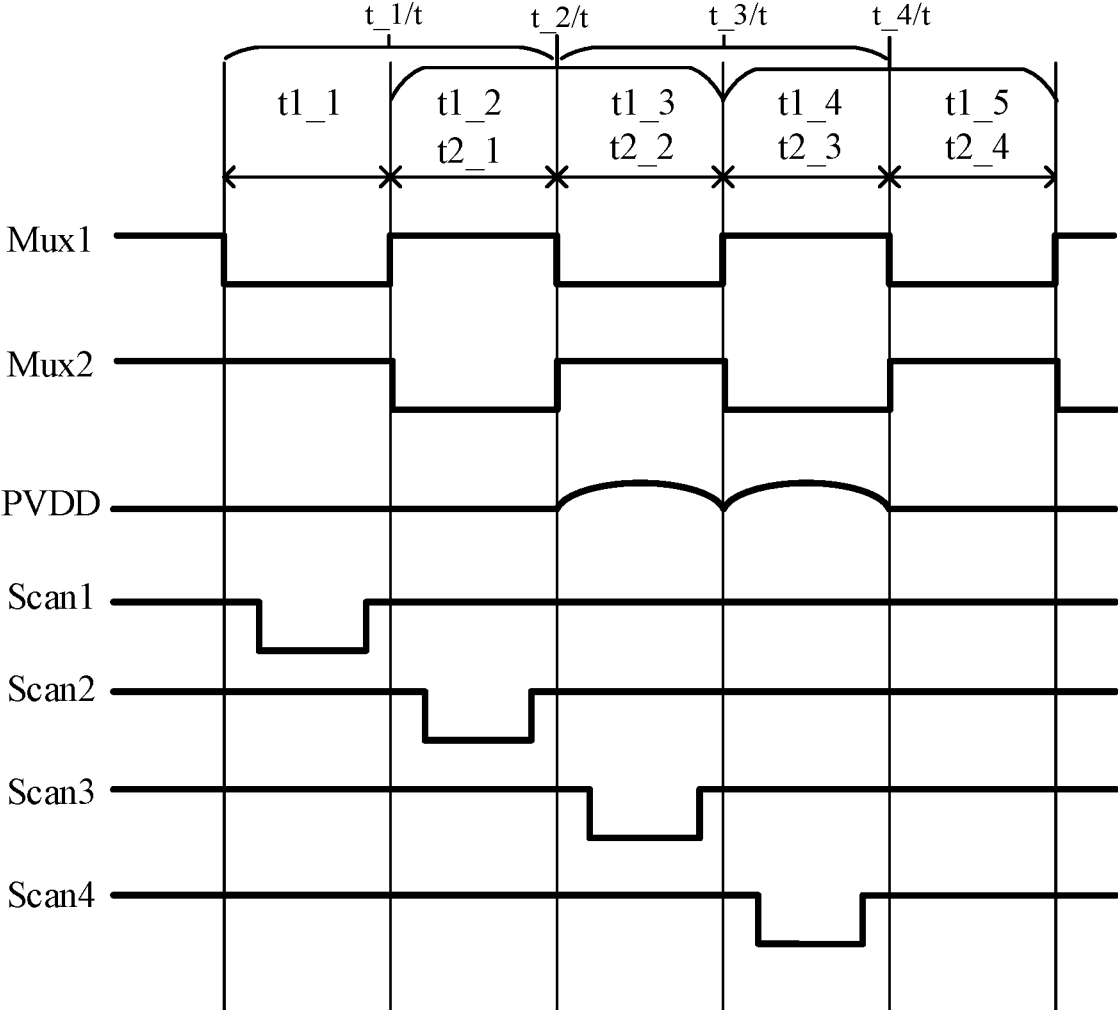 t_1/t t_2/t t_3/t t_4/t
t1_1 t1_2 t1_3 t1_4 t1_5
t2_1 t2_2 t2_3 t2_4
Mux1
Mux2
PVDD
Scan1
Scan2
Scan3
Scan4